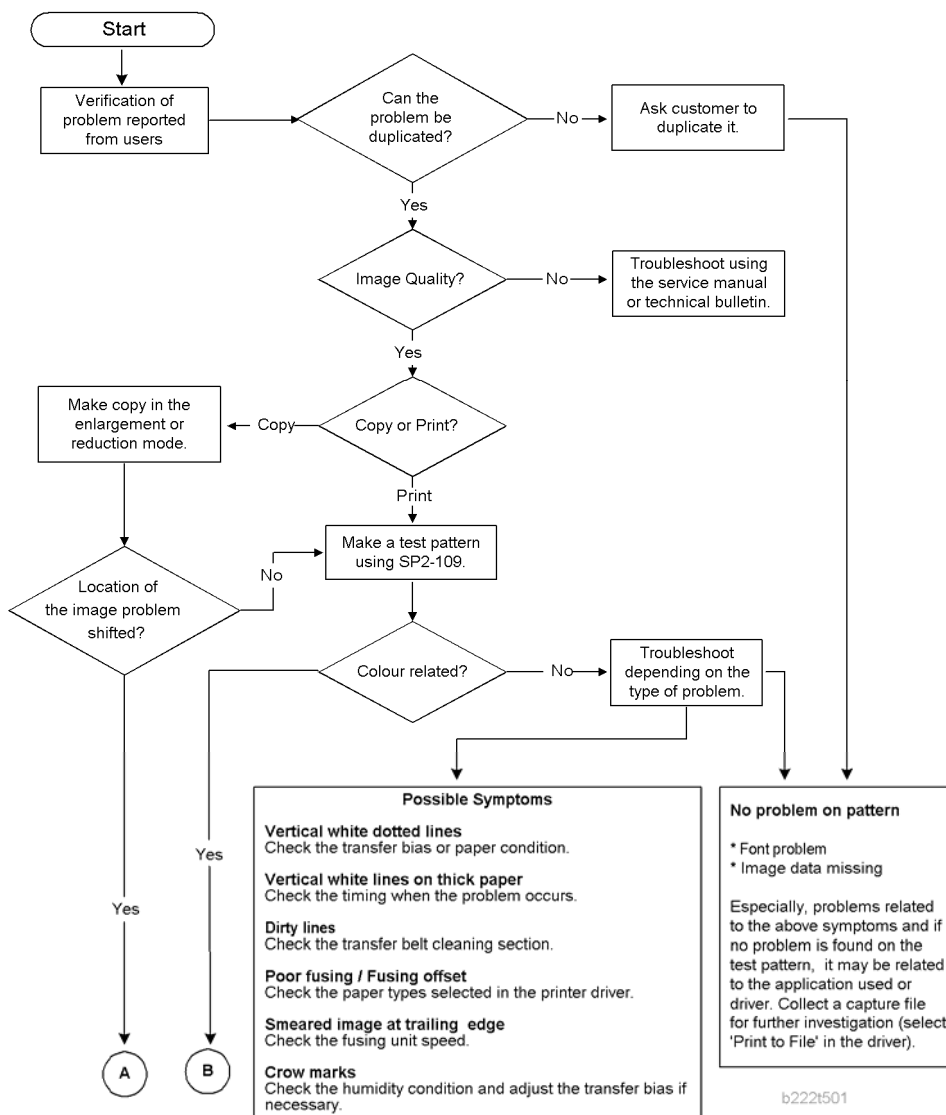 Start
Verification of
problem reported
from users
Can the
problem be
duplicated?
No
Ask customer to
duplicate it.
Yes
Image Quality?
No
Troubleshoot using
the service manual
or technical bulletin.
Yes
Make copy in the
enlargement or
reduction mode.
Copy
Copy or Print?
Print
Make a test pattern
using SP2-109.
No
Location of
the image problem
shifted?
Colour related?
No
Troubleshoot
depending on the
type of problem.
Yes
Yes
A
B
Possible Symptoms
Vertical white dotted lines
Check the transfer bias or paper condition.
Vertical white lines on thick paper
Check the timing when the problem occurs.
Dirty lines
Check the transfer belt cleaning section.
Poor fusing / Fusing offset
Check the paper types selected in the printer driver.
Smeared image at trailing edge
Check the fusing unit speed.
Crow marks
Check the humidity condition and adjust the transfer bias if
necessary.
No problem on pattern
* Font problem
* Image data missing
Especially, problems related
to the above symptoms and if
no problem is found on the
test pattern, it may be related
to the application used or
driver. Collect a capture file
for further investigation (select
'Print to File' in the driver).
b222t501